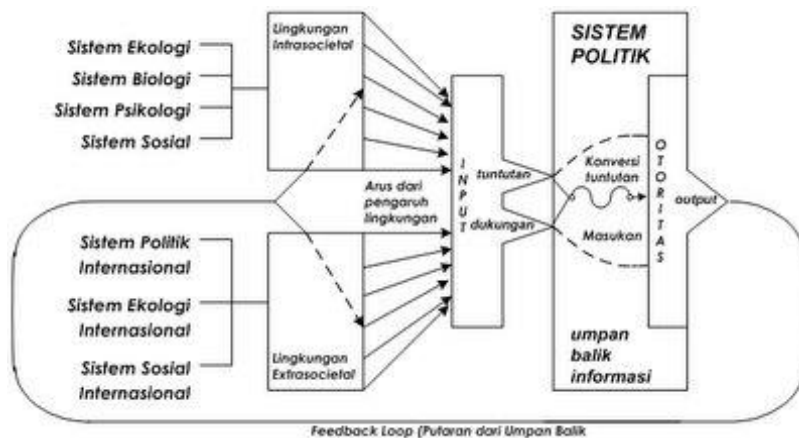 Sistem Ekologi
Sistem Biologi
Sistem Psikologi
Sistem Sosial
Lingkungan
Intrasocietal
Arus dari
pengaruh
lingkungan
Sistem Politik
Internasional
Sistem Ekologi
Internasional
Sistem Sosial
Internasional
Lingkungan
Extrasocietal
INPUT
tuntutan
dukungan
SISTEM
POLITIK
Konversi
tuntutan
Masukan
OTORITAS
output
umpan
balik
informasi
Feedback Loop (Putaran dari Umpan Balik